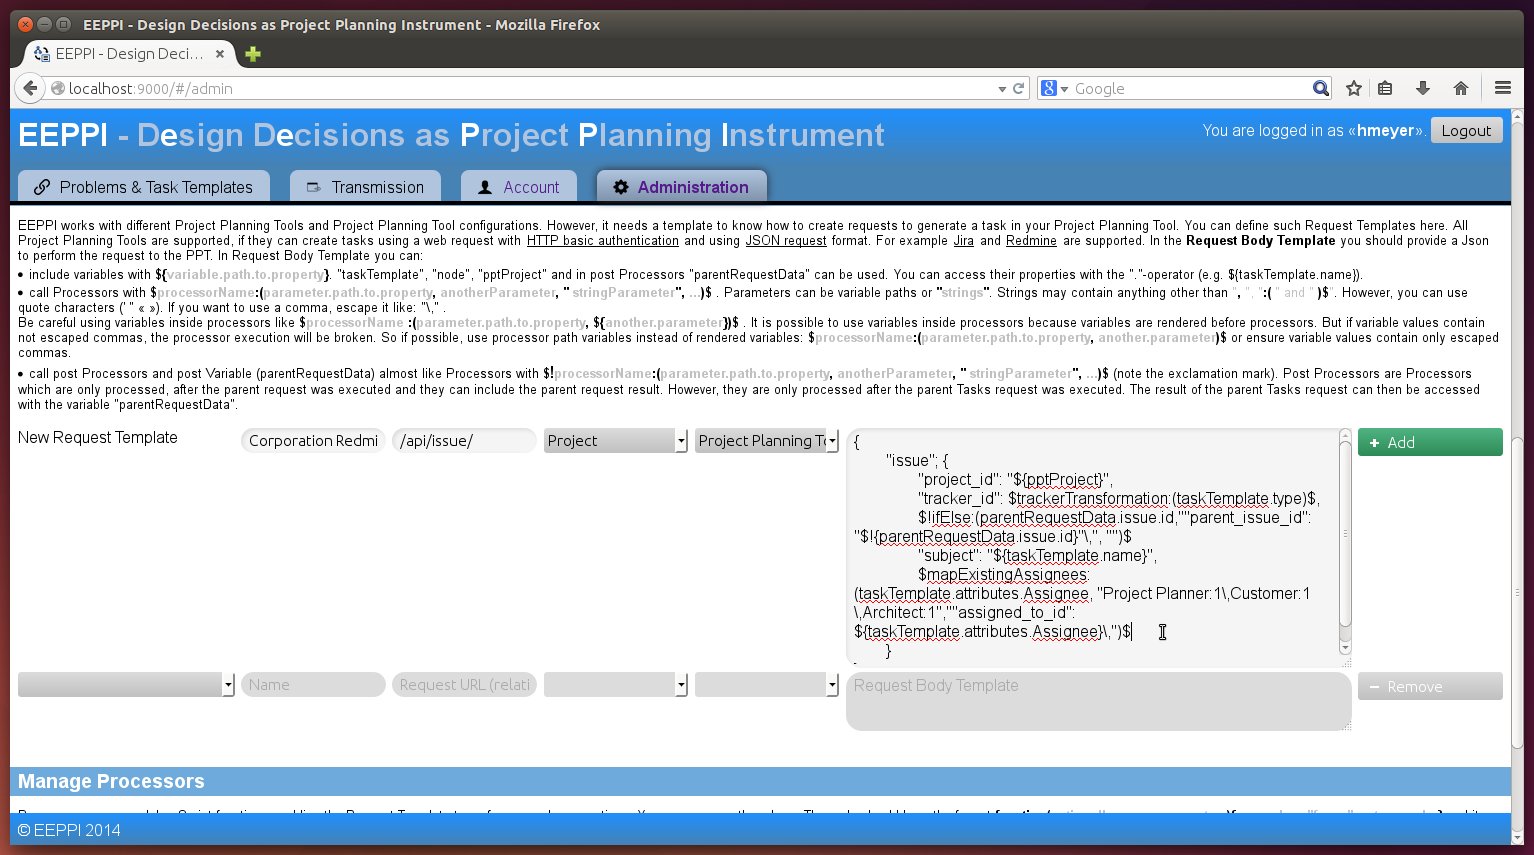 EEPPI - Design Decisions as Project Planning Instrument - Mozilla Firefox
EEPPI - Design Deci...
localhost:9000/#/admin
Google
EEPPI - Design Decisions as Project Planning Instrument
You are logged in as «hmeyer». Logout
Problems & Task Templates Transmission Account Administration
EEPPI works with different Project Planning Tools and Project Planning Tool configurations. However, it needs a template to know how to create requests to generate a task in your Project Planning Tool. You can define such Request Templates here. All
Project Planning Tools are supported, if they can create tasks using a web request with HTTP basic authentication and using JSON request format. For example Jira and Redmine are supported. In the Request Body Template you should provide a Json
to perform the request to the PPT. In Request Body Template you can:
• include variables with ${variable.path.to.property}. "taskTemplate", "node", "pptProject" and in post Processors "parentRequestData" can be used. You can access their properties with the "."-operator (e.g. ${taskTemplate.name}).
• call Processors with $processorName:(parameter.path.to.property, anotherParameter, " stringParameter", ...)$ . Parameters can be variable paths or "strings". Strings may contain anything other than ", ", ":( " and " )$". However, you can use
quote characters (' " « »). If you want to use a comma, escape it like: "\," .
Be careful using variables inside processors like $processorName :(parameter.path.to.property, ${another.parameter})$ . It is possible to use variables inside processors because variables are rendered before processors. But if variable values contain
not escaped commas, the processor execution will be broken. So if possible, use processor path variables instead of rendered variables: $processorName:(parameter.path.to.property, another.parameter)$ or ensure variable values contain only escaped
commas.
• call post Processors and post Variable (parentRequestData) almost like Processors with $!processorName:(parameter.path.to.property, anotherParameter, " stringParameter", ...)$ (note the exclamation mark). Post Processors are Processors
which are only processed, after the parent request was executed and they can include the parent request result. However, they are only processed after the parent Tasks request was executed. The result of the parent Tasks request can then be accessed
with the variable "parentRequestData".
New Request Template Corporation Redmi /api/issue/ Project Project Planning To + Add
{
"issue"; {
"project_id": "${pptProject}",
"tracker_id": $trackerTransformation:(taskTemplate.type)$,
$!ifElse:(parentRequestData.issue.id,""parent_issue_id":
"$!{parentRequestData.issue.id}"\,", "")$
"subject": "${taskTemplate.name}",
$mapExistingAssignees:
(taskTemplate.attributes.Assignee, "Project Planner:1\,Customer:1
\,Architect:1",""assigned_to_id":
${taskTemplate.attributes.Assignee}\,")$
}
Name Request URL (relati Request Body Template − Remove
Manage Processors
© EEPPI 2014